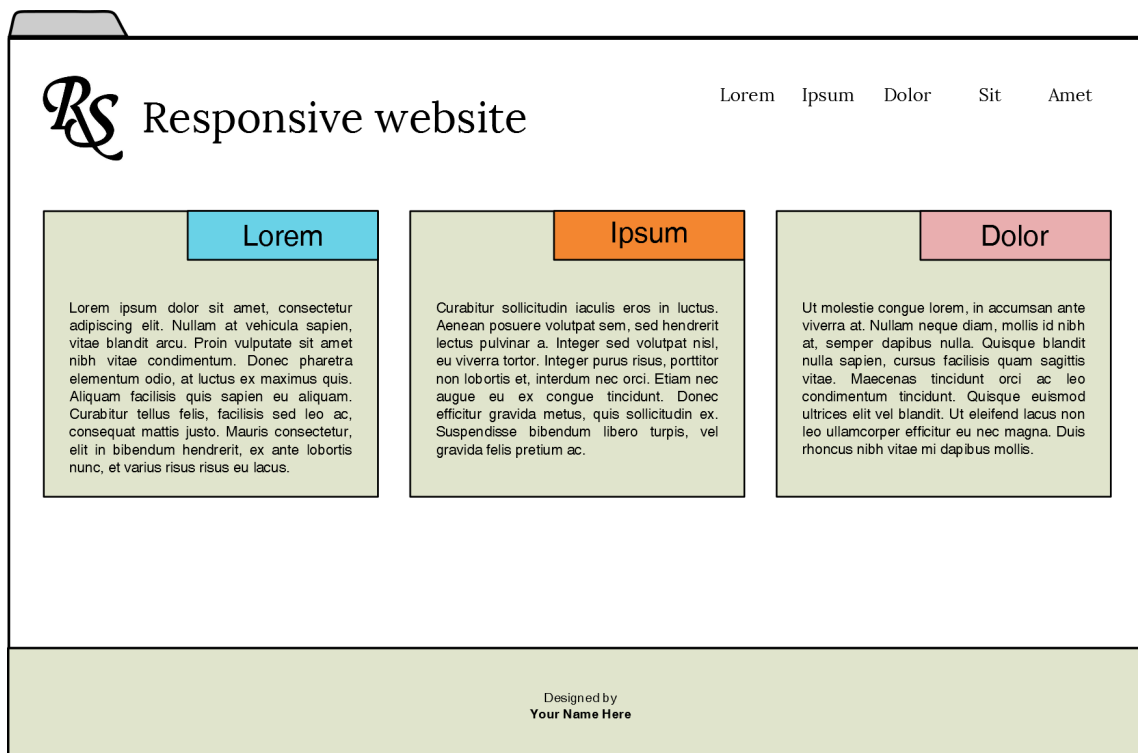 RS
Responsive website
Lorem Ipsum Dolor Sit Amet
Lorem
Lorem ipsum dolor sit amet, consectetur
adipiscing elit. Nullam at vehicula sapien,
vitae blandit arcu. Proin vulputate sit amet
nibh vitae condimentum. Donec pharetra
elementum odio, at luctus ex maximus quis.
Aliquam facilisis quis sapien eu aliquam.
Curabitur tellus felis, facilisis sed leo ac,
consequat mattis justo. Mauris consectetur,
elit in bibendum hendrerit, ex ante lobortis
nunc, et varius risus risus eu lacus.
Ipsum
Curabitur sollicitudin iaculis eros in luctus.
Aenean posuere volutpat sem, sed hendrerit
lectus pulvinar a. Integer sed volutpat nisl,
eu viverra tortor. Integer purus risus, porttitor
non lobortis et, interdum nec orci. Etiam nec
augue eu ex congue tincidunt. Donec
efficitur gravida metus, quis sollicitudin ex.
Suspendisse bibendum libero turpis, vel
gravida felis pretium ac.
Dolor
Ut molestie congue lorem, in accumsan ante
viverra at. Nullam neque diam, mollis id nibh
at, semper dapibus nulla. Quisque blandit
nulla sapien, cursus facilisis quam sagittis
vitae. Maecenas tincidunt orci ac leo
condimentum tincidunt. Quisque euismod
ultrices elit vel blandit. Ut eleifend lacus non
leo ullamcorper efficitur eu nec magna. Duis
rhoncus nibh vitae mi dapibus mollis.
Designed by
Your Name Here